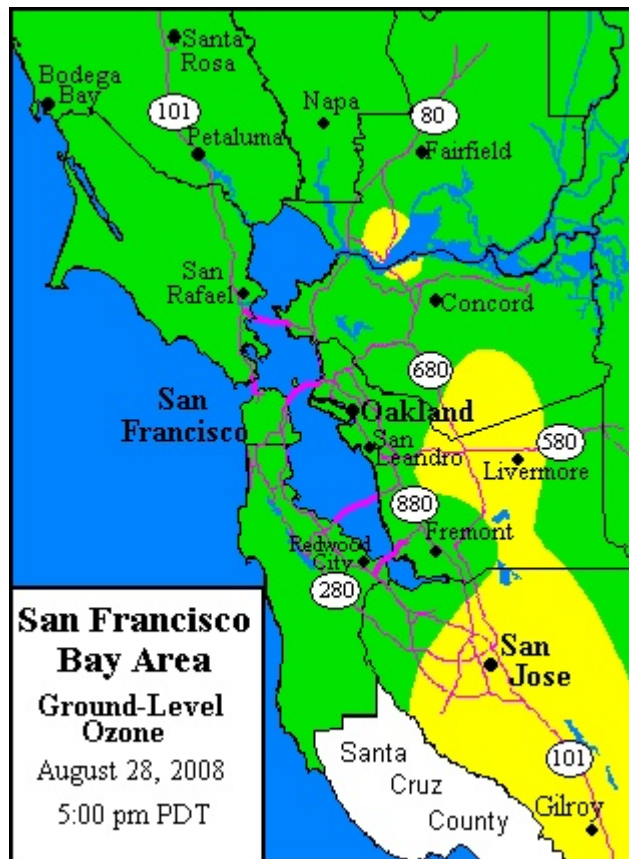 Santa
Rosa
Bodega
Bay
101
Napa
80
Petaluma
Fairfield
San
Rafael
Concord
680
San
Francisco
Oakland
580
San
Leandro
Livermore
880
Fremont
Redwood
City
280
San
Jose
101
Gilroy
Santa
Cruz
County
San Francisco
Bay Area
Ground-Level
Ozone
August 28, 2008
5:00 pm PDT